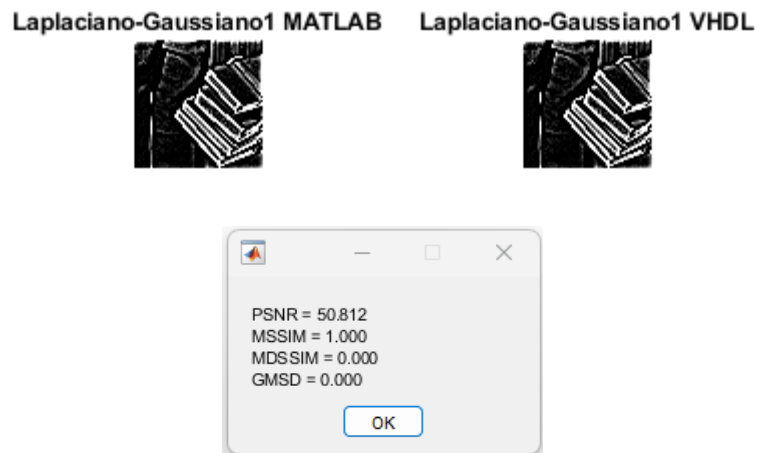 Laplaciano-Gaussiano1 MATLAB
Laplaciano-Gaussiano1 VHDL
PSNR = 50.812
MSSIM = 1.000
MDSSIM = 0.000
GMSD = 0.000
OK